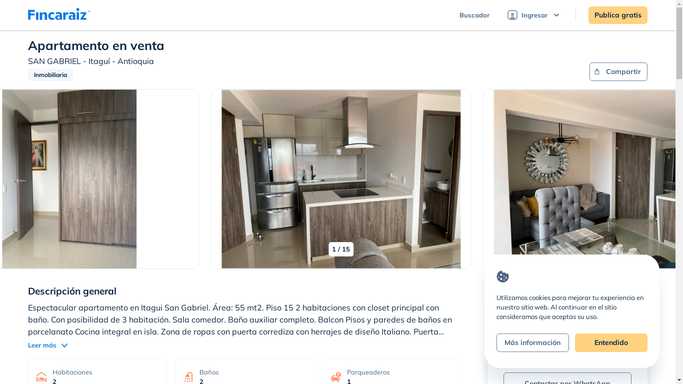 Fincaraiz
Buscador
Ingresar
Publica gratis
Apartamento en venta
SAN GABRIEL - Itaguí - Antioquia
Inmobiliaria
Compartir
1 / 15
Descripción general
Espectacular apartamento en Itagui San Gabriel. Área: 55 mt2. Piso 15 2 habitaciones con closet principal con
baño. Con posibilidad de 3 habitación. Sala comedor. Baño auxiliar completo. Balcon Pisos y paredes de baños en
porcelanato Cocina integral en isla. Zona de ropas con puerta corrediza con herrajes de diseño Italiano. Puerta...
Leer más
Habitaciones
2
Baños
2
Parqueaderos
1
Utilizamos cookies para mejorar tu experiencia en
nuestro sitio web. Al continuar en el sitio
consideramos que aceptas su uso.
Más información
Entendido
Contactar por WhatsApp